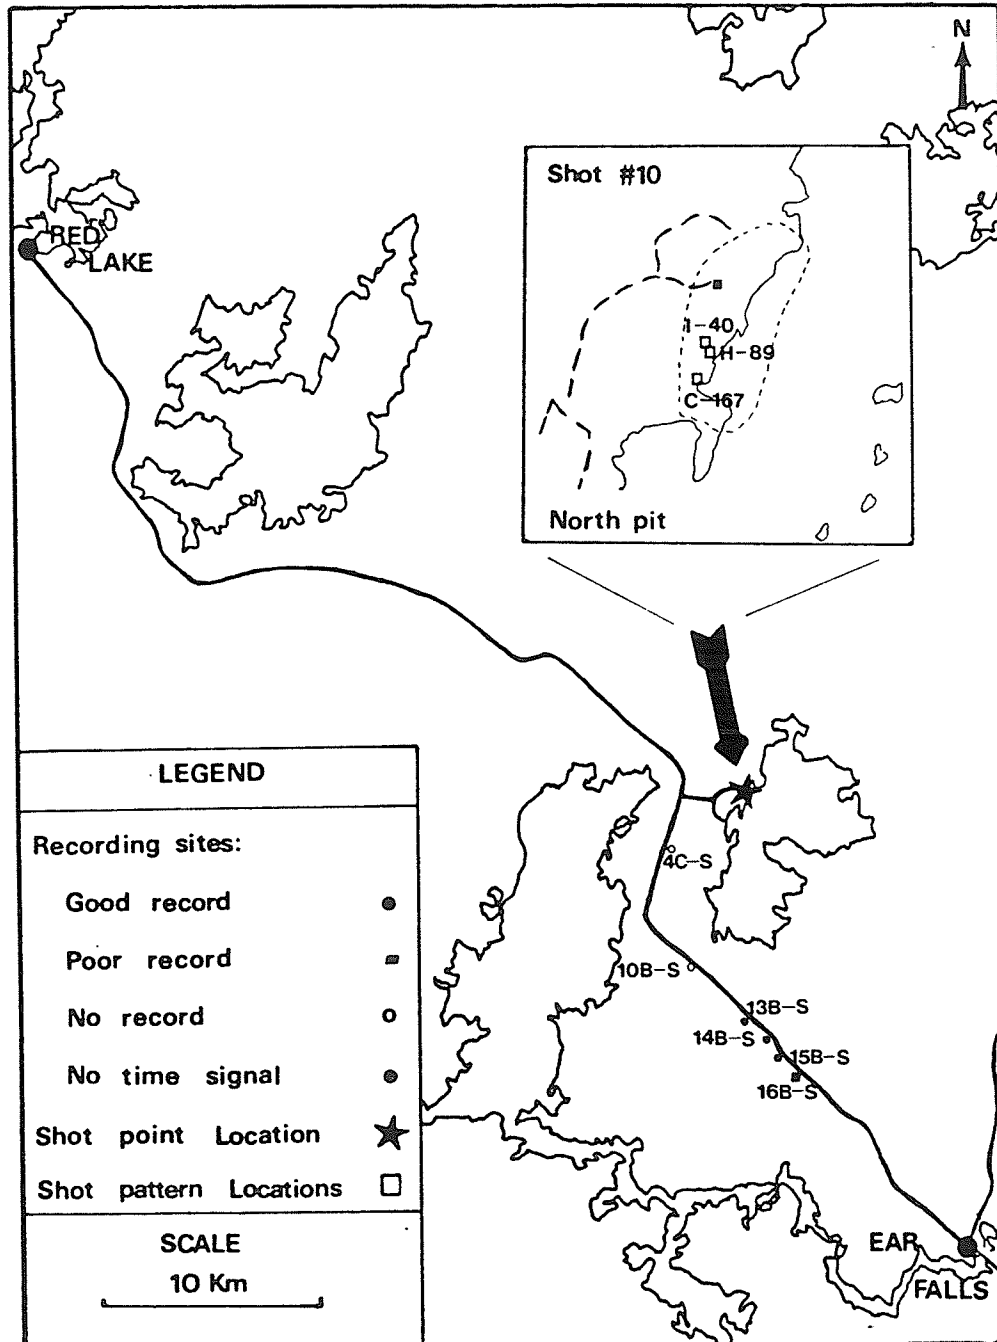 N
Shot #10
RED
LAKE
I-40
H-89
C-167
North pit
LEGEND
Recording sites:
Good record
Poor record
No record
No time signal
Shot point Location
Shot pattern Locations
SCALE
10 Km
4C-S
10B-S
13B-S
14B-S
15B-S
16B-S
EAR
FALLS